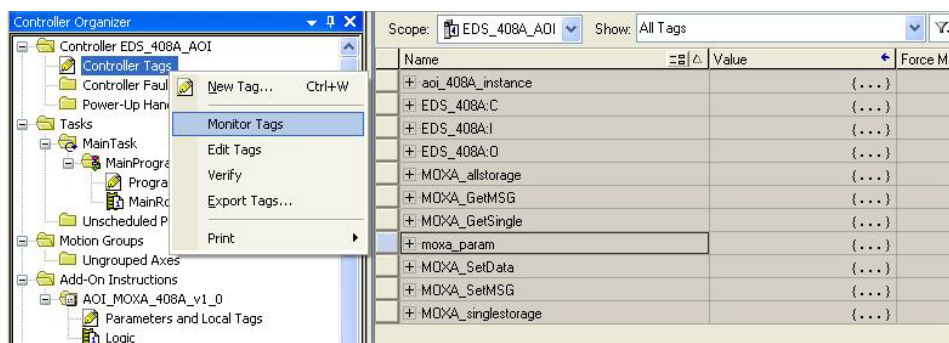 Controller Organizer
Controller EDS_408A_AOI
Controller Tags
Controller Faul
Power-Up Han
Tasks
MainTask
MainProgra
Progra
MainRo
Unscheduled P
Motion Groups
Ungrouped Axes
Add-On Instructions
AOI_MOXA_408A_v1_0
Parameters and Local Tags
Logic
New Tag... Ctrl+W
Monitor Tags
Edit Tags
Verify
Export Tags...
Print
Scope: EDS_408A_AOI Show: All Tags
Name Value Force M
aoi_408A_instance {...}
EDS_408A:C {...}
EDS_408A:I {...}
EDS_408A:O {...}
MOXA_allstorage {...}
MOXA_GetMSG {...}
MOXA_GetSingle {...}
moxa_param {...}
MOXA_SetData {...}
MOXA_SetMSG {...}
MOXA_singlestorage {...}